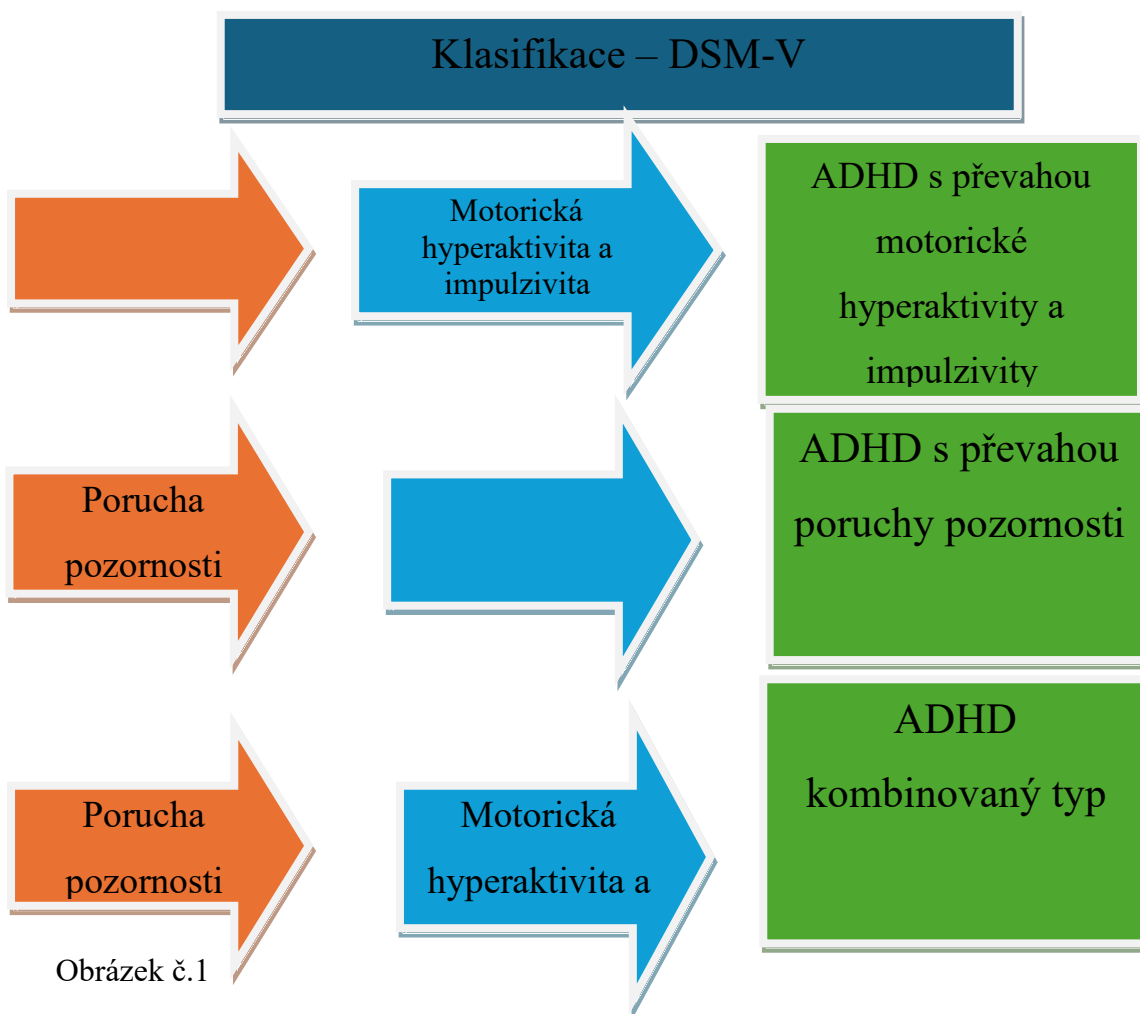 Klasifikace – DSM-V
Motorická
hyperaktivita a
impulzivita
ADHD s převahou
motorické
hyperaktivity a
impulzivity
Porucha
pozornosti
ADHD s převahou
poruchy pozornosti
Porucha
pozornosti
Motorická
hyperaktivita a
ADHD
kombinovaný typ
Obrázek č.1